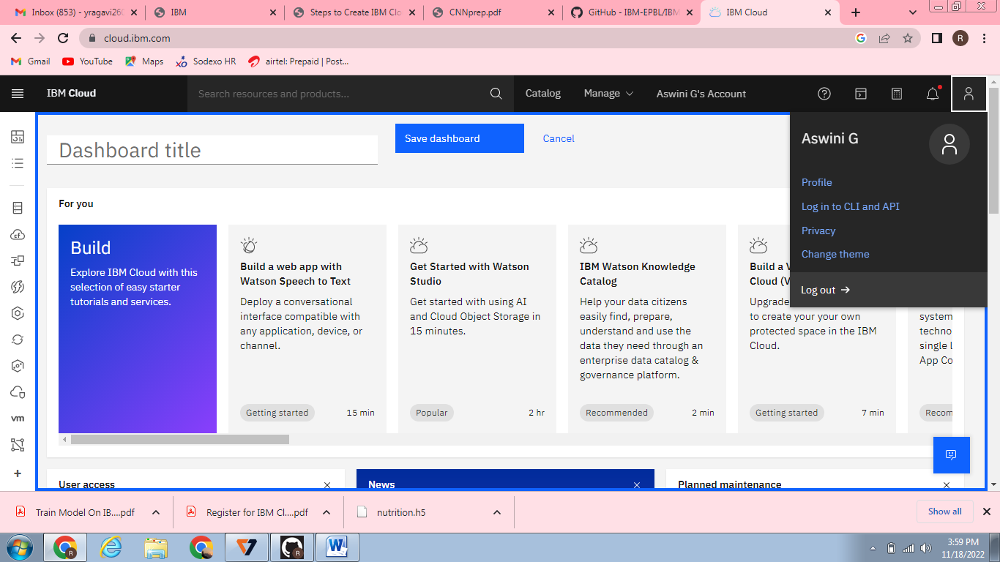 Inbox (853) - yragavi260
IBM
Steps to Create IBM Clo
CNNprep.pdf
GitHub - IBM-EPBL/IBM
IBM Cloud
cloud.ibm.com
R
Gmail
YouTube
Maps
Sodexo HR
airtel: Prepaid | Post...
IBM Cloud
Search resources and products...
Catalog
Manage
Aswini G's Account
Dashboard title
Save dashboard
Cancel
Aswini G
Profile
Log in to CLI and API
Privacy
Change theme
Log out →
For you
Build
Explore IBM Cloud with this
selection of easy starter
tutorials and services.
Build a web app with
Watson Speech to Text
Deploy a conversational
interface compatible with
any application, device, or
channel.
Getting started
15 min
Get Started with Watson
Studio
Get started with using AI
and Cloud Object Storage in
15 minutes.
Popular
2 hr
IBM Watson Knowledge
Catalog
Help your data citizens
easily find, prepare,
understand and use the
data they need through an
enterprise data catalog &
governance platform.
Recommended
2 min
Build a V
Cloud (V
Upgrade
to create your your own
protected space in the IBM
Cloud.
Getting started
7 min
system
techno
single l
App Co
Recom
vm
User access
News
Planned maintenance
Train Model On IB....pdf
Register for IBM Cl....pdf
nutrition.h5
Show all
R
R
W
3:59 PM
11/18/2022